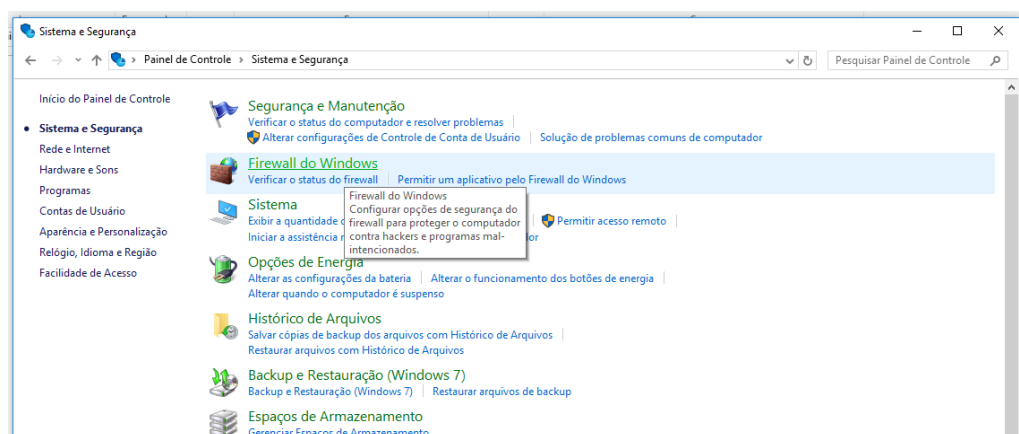 Sistema e Segurança
Painel de Controle › Sistema e Segurança
Pesquisar Painel de Controle
Início do Painel de Controle
Sistema e Segurança
Rede e Internet
Hardware e Sons
Programas
Contas de Usuário
Aparência e Personalização
Relógio, Idioma e Região
Facilidade de Acesso
Segurança e Manutenção
Verificar o status do computador e resolver problemas
Alterar configurações de Controle de Conta de Usuário Solução de problemas comuns de computador
Firewall do Windows
Verificar o status do firewall Permitir um aplicativo pelo Firewall do Windows
Firewall do Windows
Configurar opções de segurança do
firewall para proteger o computador
contra hackers e programas mal-
intencionados.
Sistema
Exibir a quantidade Permitir acesso remoto
Iniciar a assistência
Opções de Energia
Alterar as configurações da bateria Alterar o funcionamento dos botões de energia
Alterar quando o computador é suspenso
Histórico de Arquivos
Salvar cópias de backup dos arquivos com Histórico de Arquivos
Restaurar arquivos com Histórico de Arquivos
Backup e Restauração (Windows 7)
Backup e Restauração (Windows 7) Restaurar arquivos de backup
Espaços de Armazenamento
Gerenciar Espaços de Armazenamento